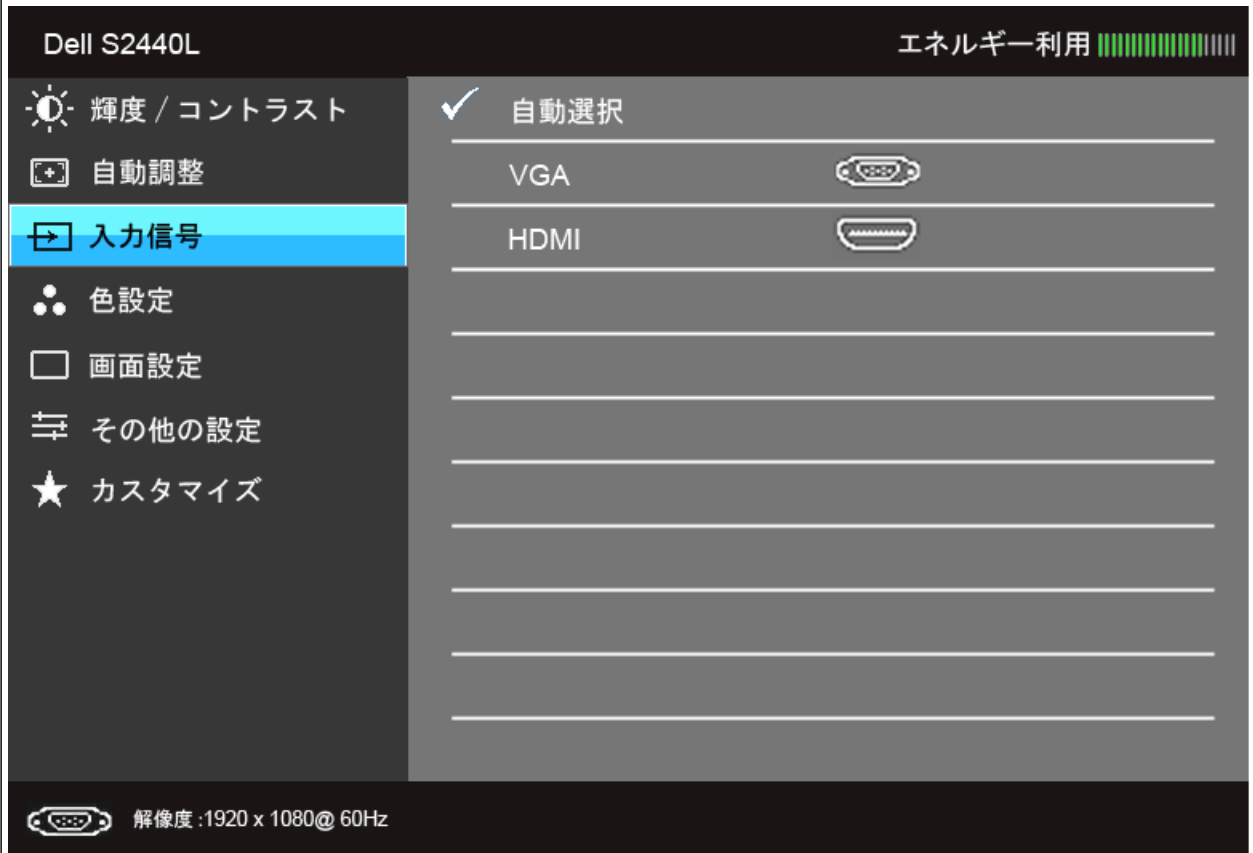 Dell S2440L
エネルギー利用
輝度 / コントラスト
自動調整
入力信号
色設定
画面設定
その他の設定
カスタマイズ
自動選択
VGA
HDMI
解像度 :1920 x 1080@ 60Hz